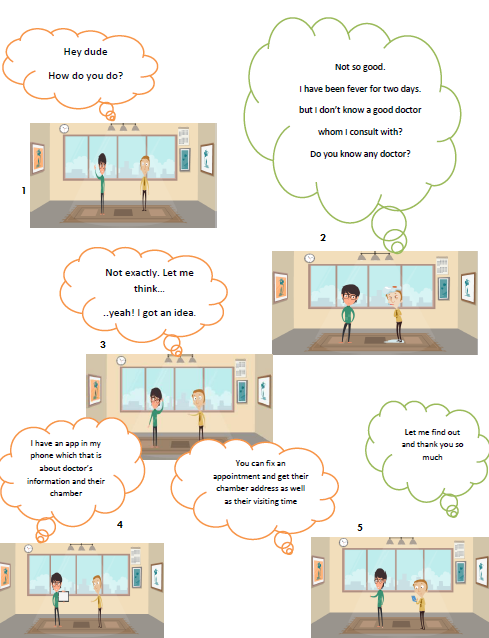 Hey dude
How do you do?
1
Not so good.
I have been fever for two days.
but I don't know a good doctor
whom I consult with?
Do you know any doctor?
2
Not exactly. Let me
think...
..yeah! I got an idea.
3
I have an app in my
phone which that is
about doctor's
information and their
chamber
4
You can fix an
appointment and get their
chamber address as well
as their visiting time
Let me find out
and thank you so
much
5